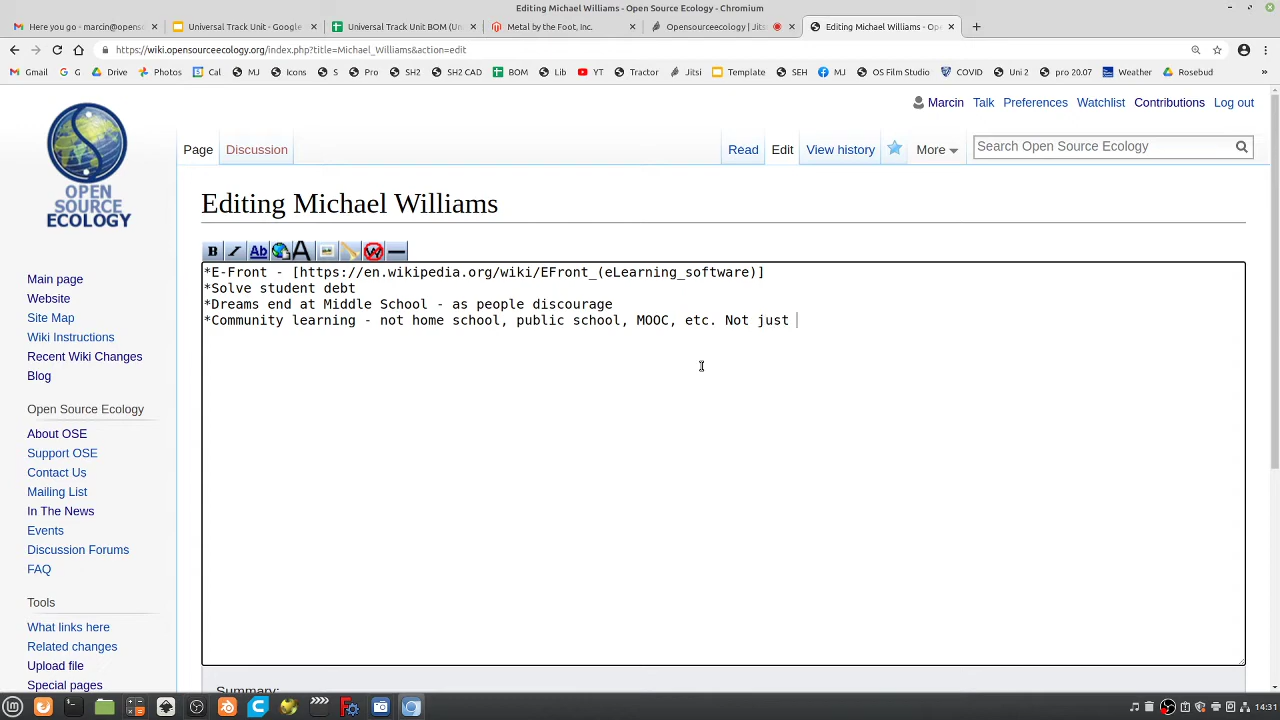 Editing Michael Williams - Open Source Ecology - Chromium
Here you go - marcin@opens
Universal Track Unit - Google
Universal Track Unit BOM (Un
Metal by the Foot, Inc.
Opensourceecology | Jits
Editing Michael Williams - Op
https://wiki.opensourceecology.org/index.php?title=Michael_Williams&action=edit
Gmail G Drive Photos Cal MJ Icons S Pro SH2 SH2 CAD BOM Lib YT Tractor Jitsi Template SEH MJ OS Film Studio COVID Uni 2 pro 20.07 Weather Rosebud »
Marcin Talk Preferences Watchlist Contributions Log out
Page Discussion Read Edit View history More Search Open Source Ecology
OPEN
SOURCE
ECOLOGY
Editing Michael Williams
B I Ab A W
*E-Front - [https://en.wikipedia.org/wiki/EFront_(eLearning_software)]
*Solve student debt
*Dreams end at Middle School - as people discourage
*Community learning - not home school, public school, MOOC, etc. Not just
Main page
Website
Site Map
Wiki Instructions
Recent Wiki Changes
Blog
Open Source Ecology
About OSE
Support OSE
Contact Us
Mailing List
In The News
Events
Discussion Forums
FAQ
Tools
What links here
Related changes
Upload file
Special pages
Summary:
14:31